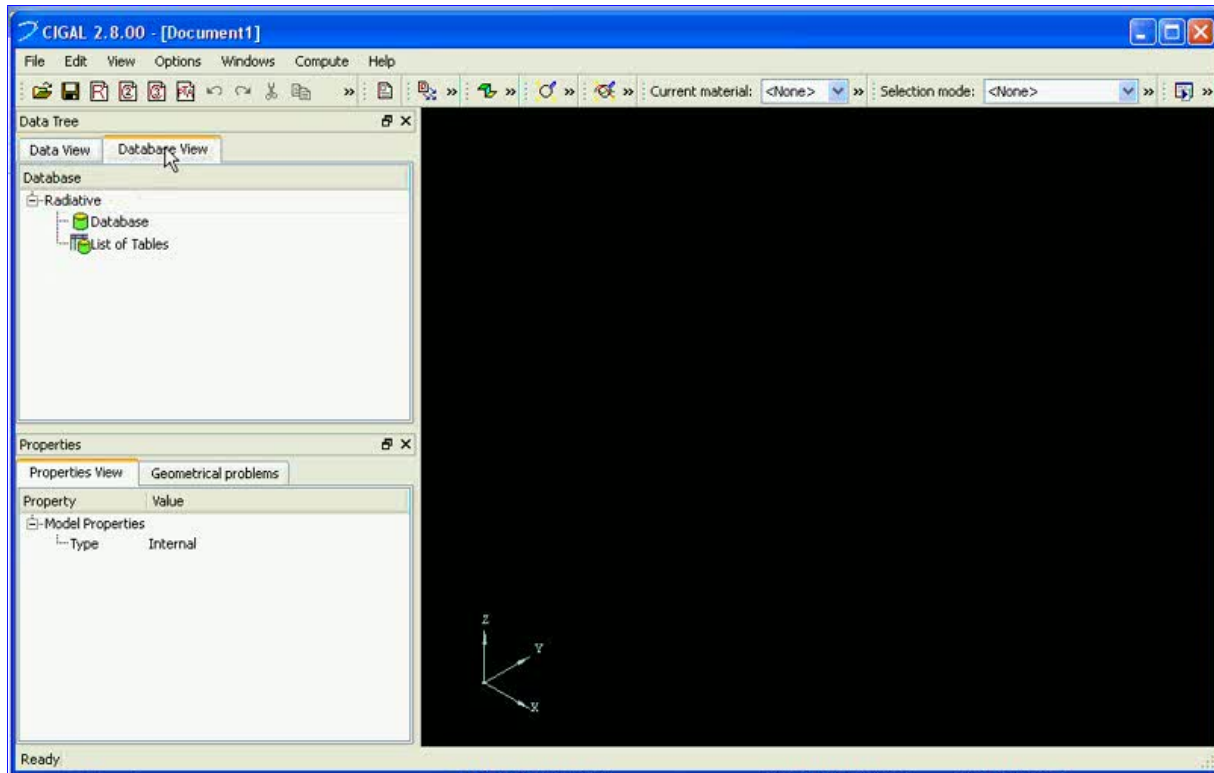 CIGAL 2.8.00 - [Document1]
File Edit View Options Windows Compute Help
» » » » » Current material: <None> » Selection mode: <None> » »
Data Tree
Data View Database View
Database
Radiative
Database
List of Tables
Properties
Properties View Geometrical problems
Property Value
Model Properties
Type Internal
Z
Y
X
Ready